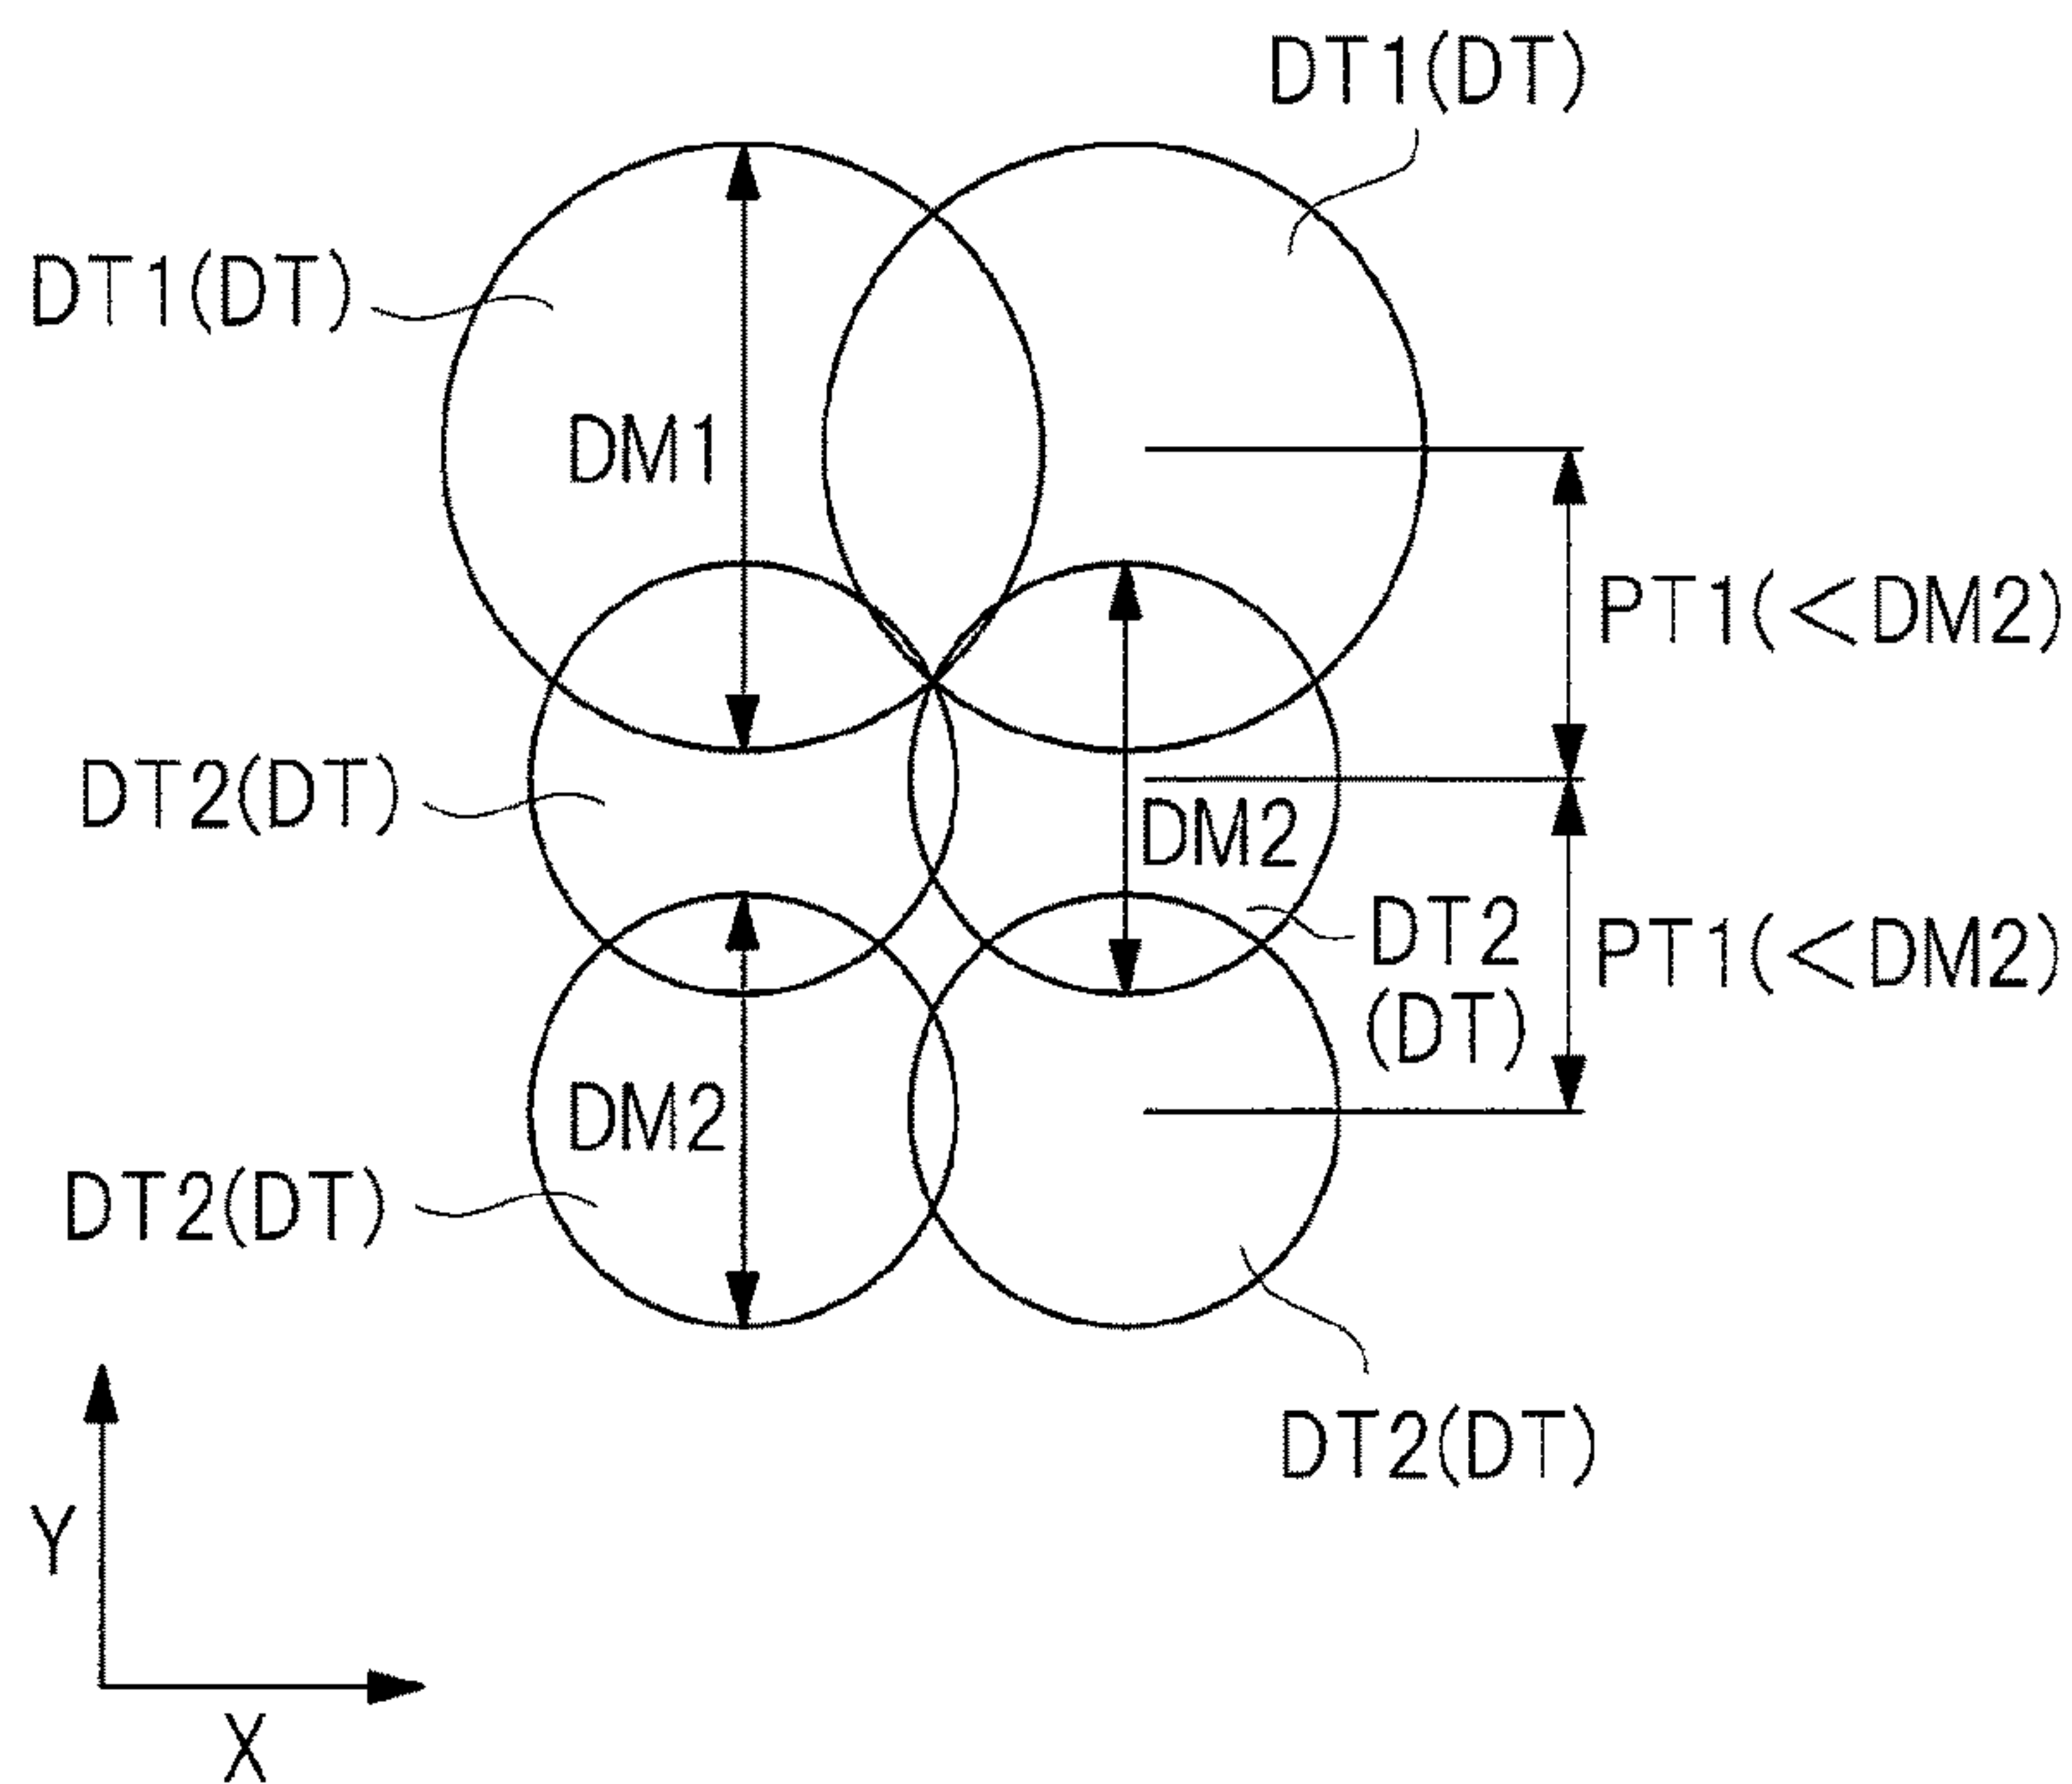 DT1(DT)
DT1(DT)
DM1
PT1(<DM2)
DT2(DT)
DM2
DT2
(DT)
PT1(<DM2)
DM2
DT2(DT)
DT2(DT)
Y
X